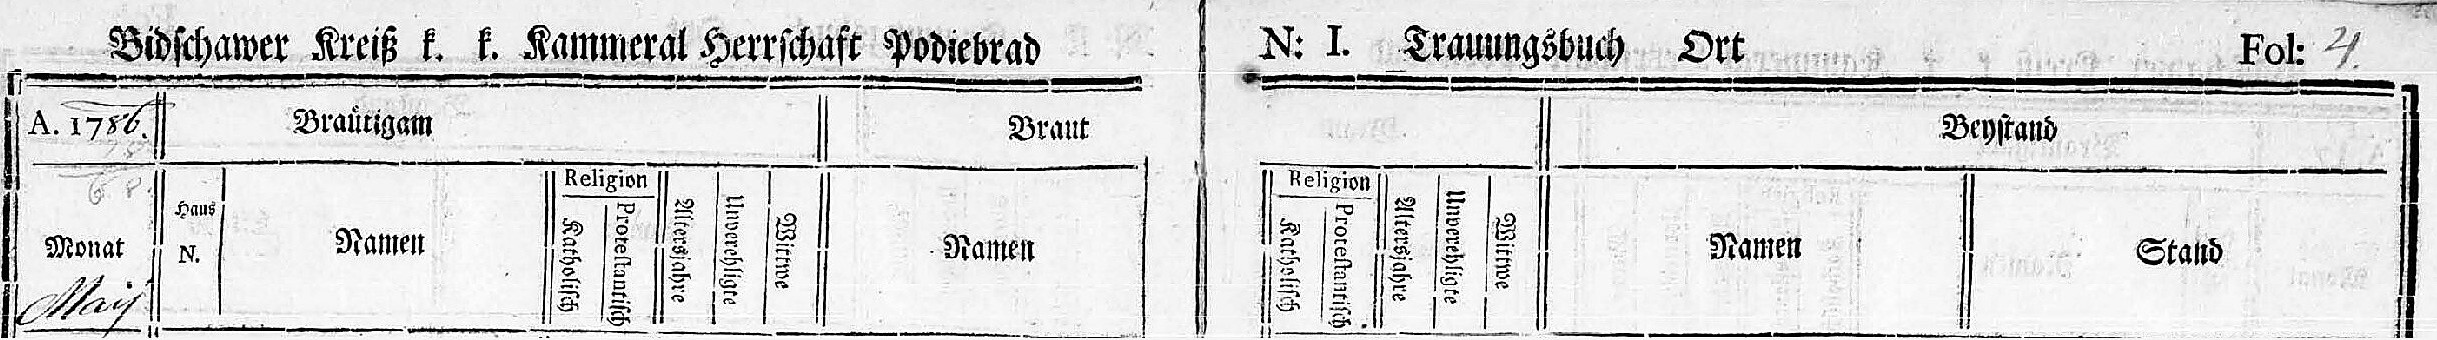 Bidschawer Kreiß k. k. Kammeral Herrschaft Podiebrad
N: I. Trauungsbuch Ort Fol: 4.
A. 1786. Braütigam Braut Beystand
Monat
May
Haus
N.
Namen
Religion
Katholisch
Protestantisch
Altersjahre
Unverehligte
Wittwe
Namen
Religion
Katholisch
Protestantisch
Altersjahre
Unverehligte
Wittwe
Namen
Stand